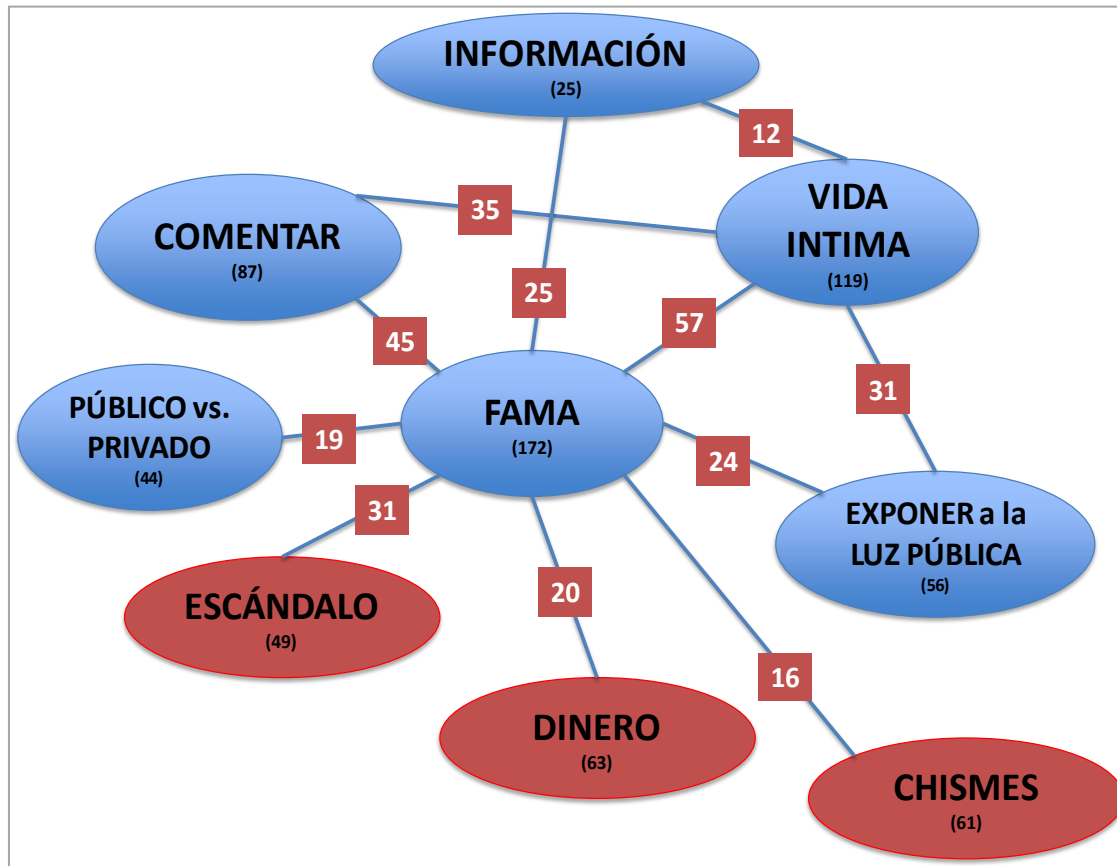 INFORMACIÓN
(25)
12
VIDA
INTIMA
(119)
35
COMENTAR
(87)
25
57
45
31
PÚBLICO vs.
PRIVADO
(44)
19
FAMA
(172)
24
31
EXPONER a la
LUZ PÚBLICA
(56)
ESCÁNDALO
(49)
20
16
DINERO
(63)
CHISMES
(61)